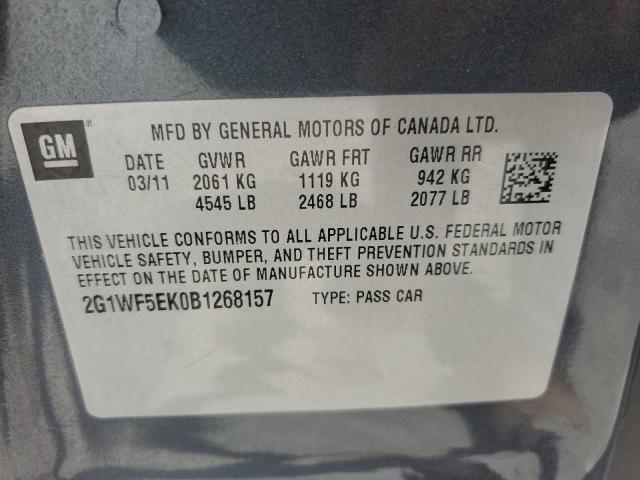 GM
MFD BY GENERAL MOTORS OF CANADA LTD.
DATE GVWR GAWR FRT GAWR RR
03/11 2061 KG 1119 KG 942 KG
4545 LB 2468 LB 2077 LB
THIS VEHICLE CONFORMS TO ALL APPLICABLE U.S. FEDERAL MOTOR
VEHICLE SAFETY, BUMPER, AND THEFT PREVENTION STANDARDS IN
EFFECT ON THE DATE OF MANUFACTURE SHOWN ABOVE.
2G1WF5EK0B1268157 TYPE: PASS CAR